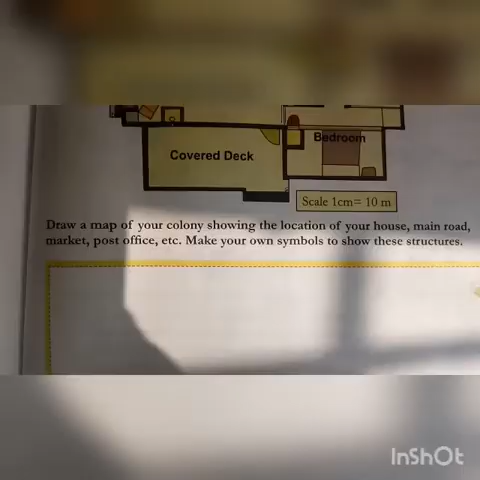 Bedroom
Covered Deck
Scale 1cm= 10 m
Draw a map of your colony showing the location of your house, main road,
market, post office, etc. Make your own symbols to show these structures.
InShOt